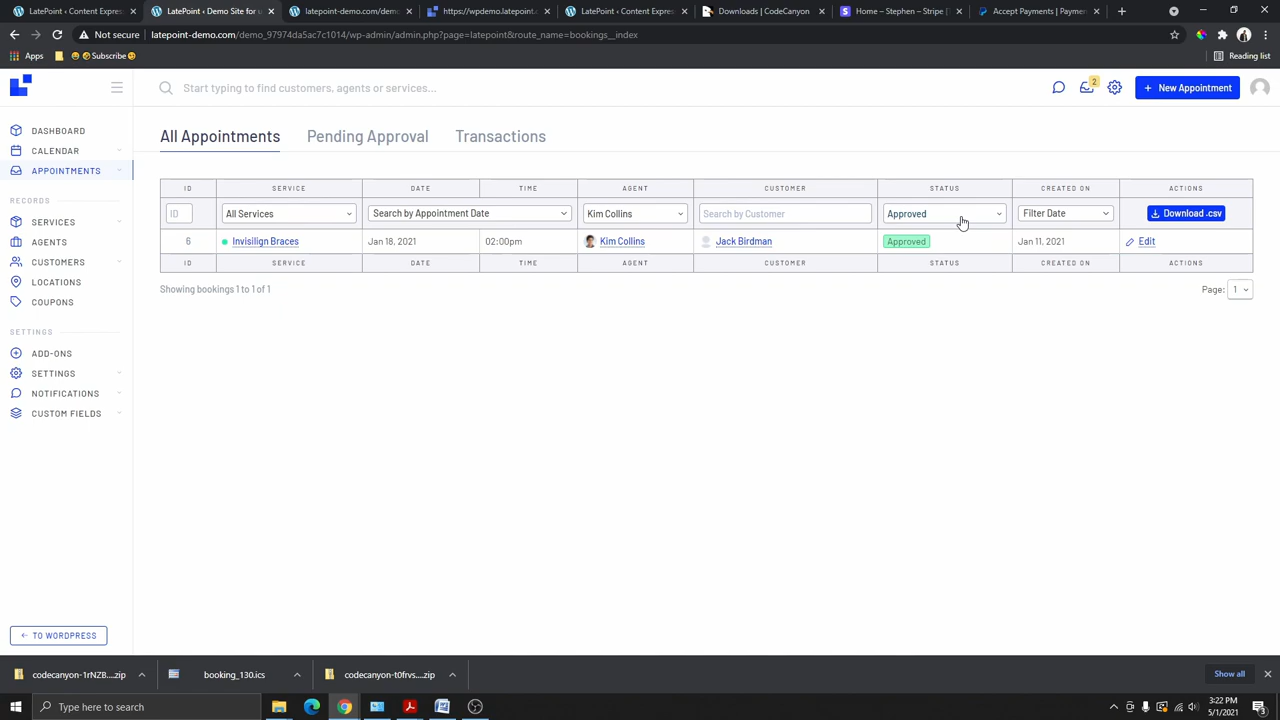 LatePoint ‹ Content Expres
LatePoint ‹ Demo Site for u
latepoint-demo.com/demo
https://wpdemo.latepoint.c
LatePoint ‹ Content Expres
Downloads | CodeCanyon
Home – Stephen – Stripe [
Accept Payments | Paymen
Not secure | latepoint-demo.com/demo_97974da5ac7c1014/wp-admin/admin.php?page=latepoint&route_name=bookings__index
Apps
Subscribe
Reading list
Start typing to find customers, agents or services...
2
+ New Appointment
DASHBOARD
CALENDAR
APPOINTMENTS
RECORDS
SERVICES
AGENTS
CUSTOMERS
LOCATIONS
COUPONS
SETTINGS
ADD-ONS
SETTINGS
NOTIFICATIONS
CUSTOM FIELDS
← TO WORDPRESS
All Appointments Pending Approval Transactions
ID SERVICE DATE TIME AGENT CUSTOMER STATUS CREATED ON ACTIONS
ID All Services Search by Appointment Date Kim Collins Search by Customer Approved Filter Date Download .csv
6 Invisilign Braces Jan 18, 2021 02:00pm Kim Collins Jack Birdman Approved Jan 11, 2021 Edit
ID SERVICE DATE TIME AGENT CUSTOMER STATUS CREATED ON ACTIONS
Showing bookings 1 to 1 of 1
Page: 1
codecanyon-1rNZB....zip
booking_130.ics
codecanyon-t0frvs....zip
Show all
Type here to search
3:22 PM
5/1/2021
3